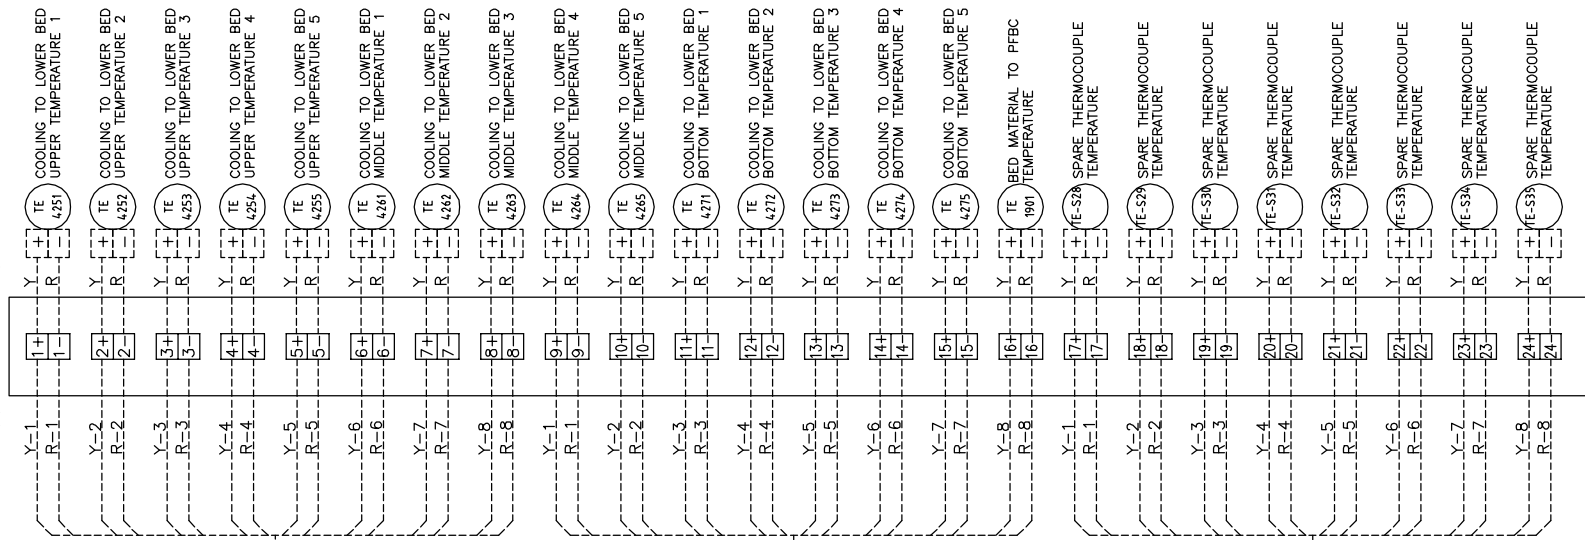 COOLING TO LOWER BED
UPPER TEMPERATURE 1
COOLING TO LOWER BED
UPPER TEMPERATURE 2
COOLING TO LOWER BED
UPPER TEMPERATURE 3
COOLING TO LOWER BED
UPPER TEMPERATURE 4
COOLING TO LOWER BED
UPPER TEMPERATURE 5
COOLING TO LOWER BED
MIDDLE TEMPERATURE 1
COOLING TO LOWER BED
MIDDLE TEMPERATURE 2
COOLING TO LOWER BED
MIDDLE TEMPERATURE 3
COOLING TO LOWER BED
MIDDLE TEMPERATURE 4
COOLING TO LOWER BED
MIDDLE TEMPERATURE 5
COOLING TO LOWER BED
BOTTOM TEMPERATURE 1
COOLING TO LOWER BED
BOTTOM TEMPERATURE 2
COOLING TO LOWER BED
BOTTOM TEMPERATURE 3
COOLING TO LOWER BED
BOTTOM TEMPERATURE 4
COOLING TO LOWER BED
BOTTOM TEMPERATURE 5
BED MATERIAL TO PFBC
TEMPERATURE
SPARE THERMOCOUPLE
TEMPERATURE
SPARE THERMOCOUPLE
TEMPERATURE
SPARE THERMOCOUPLE
TEMPERATURE
SPARE THERMOCOUPLE
TEMPERATURE
SPARE THERMOCOUPLE
TEMPERATURE
SPARE THERMOCOUPLE
TEMPERATURE
SPARE THERMOCOUPLE
TEMPERATURE
SPARE THERMOCOUPLE
TEMPERATURE
TE 4251
TE 4252
TE 4253
TE 4254
TE 4255
TE 4261
TE 4262
TE 4263
TE 4264
TE 4265
TE 4271
TE 4272
TE 4273
TE 4274
TE 4275
TE 1901
TE-S28
TE-S29
TE-S30
TE-S31
TE-S32
TE-S33
TE-S34
TE-S35
+ - + - + - + - + - + - + - + - + - + - + - + - + - + - + - + - + - + - + - + - + - + - + - + -
Y R Y R Y R Y R Y R Y R Y R Y R Y R Y R Y R Y R Y R Y R Y R Y R Y R Y R Y R Y R Y R Y R Y R Y R
1+ 1- 2+ 2- 3+ 3- 4+ 4- 5+ 5- 6+ 6- 7+ 7- 8+ 8- 9+ 9- 10+ 10- 11+ 11- 12+ 12- 13+ 13- 14+ 14- 15+ 15- 16+ 16- 17+ 17- 18+ 18- 19+ 19- 20+ 20- 21+ 21- 22+ 22- 23+ 23- 24+ 24-
Y-1 R-1 Y-2 R-2 Y-3 R-3 Y-4 R-4 Y-5 R-5 Y-6 R-6 Y-7 R-7 Y-8 R-8 Y-1 R-1 Y-2 R-2 Y-3 R-3 Y-4 R-4 Y-5 R-5 Y-6 R-6 Y-7 R-7 Y-8 R-8 Y-1 R-1 Y-2 R-2 Y-3 R-3 Y-4 R-4 Y-5 R-5 Y-6 R-6 Y-7 R-7 Y-8 R-8